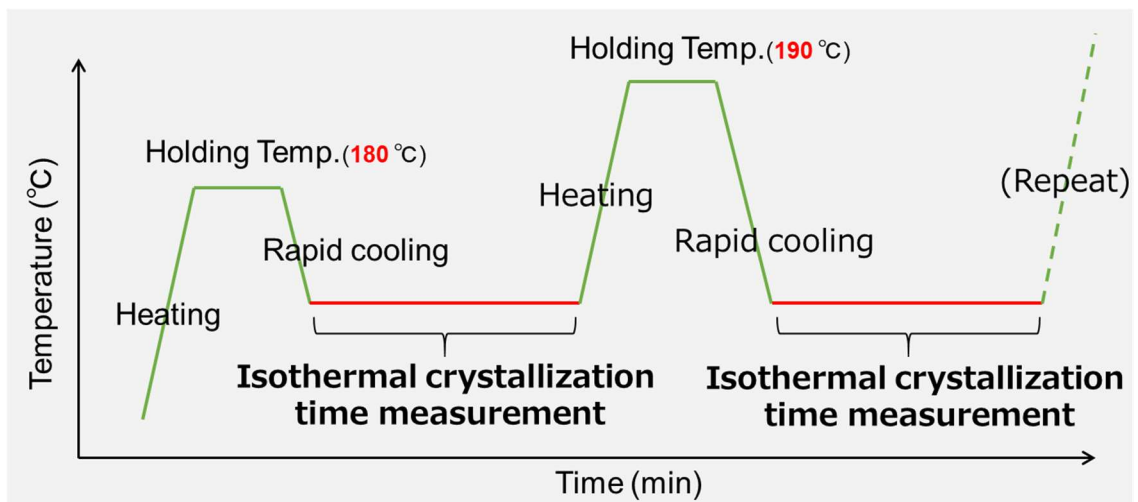 Holding Temp.(190 ℃)
Holding Temp.(180 ℃)
(Repeat)
Heating
Rapid cooling
Rapid cooling
Heating
Isothermal crystallization
time measurement
Isothermal crystallization
time measurement
Temperature (℃)
Time (min)